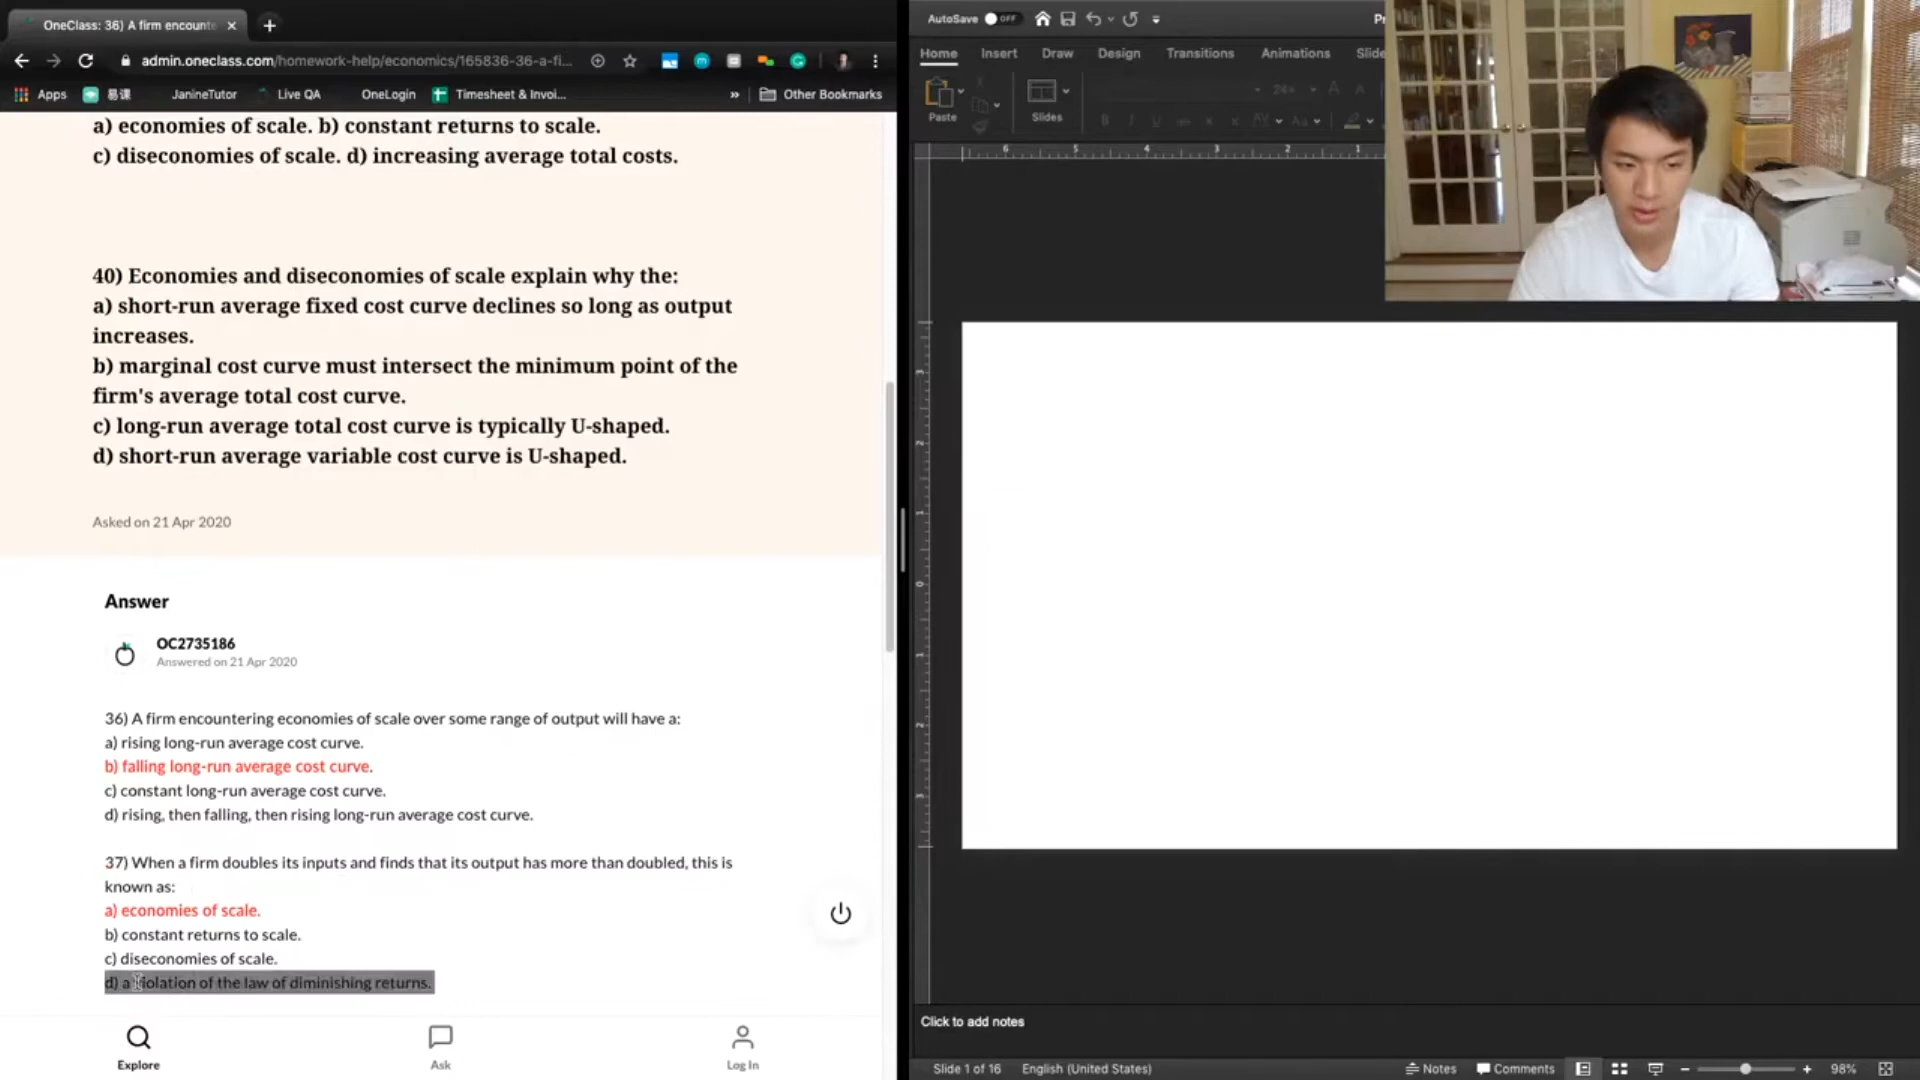 OneClass: 36) A firm encounte
admin.oneclass.com/homework-help/economics/165836-36-a-fi...
Apps
易课
JanineTutor
Live QA
OneLogin
Timesheet & Invoi...
»
Other Bookmarks
a) economies of scale. b) constant returns to scale.
c) diseconomies of scale. d) increasing average total costs.
40) Economies and diseconomies of scale explain why the:
a) short-run average fixed cost curve declines so long as output
increases.
b) marginal cost curve must intersect the minimum point of the
firm's average total cost curve.
c) long-run average total cost curve is typically U-shaped.
d) short-run average variable cost curve is U-shaped.
Asked on 21 Apr 2020
Answer
OC2735186
Answered on 21 Apr 2020
36) A firm encountering economies of scale over some range of output will have a:
a) rising long-run average cost curve.
b) falling long-run average cost curve.
c) constant long-run average cost curve.
d) rising, then falling, then rising long-run average cost curve.
37) When a firm doubles its inputs and finds that its output has more than doubled, this is
known as:
a) economies of scale.
b) constant returns to scale.
c) diseconomies of scale.
d) a violation of the law of diminishing returns.
Explore
Ask
Log In
AutoSave OFF
Home
Insert
Draw
Design
Transitions
Animations
Slide
Paste
Slides
Click to add notes
Slide 1 of 16
English (United States)
Notes
Comments
98%